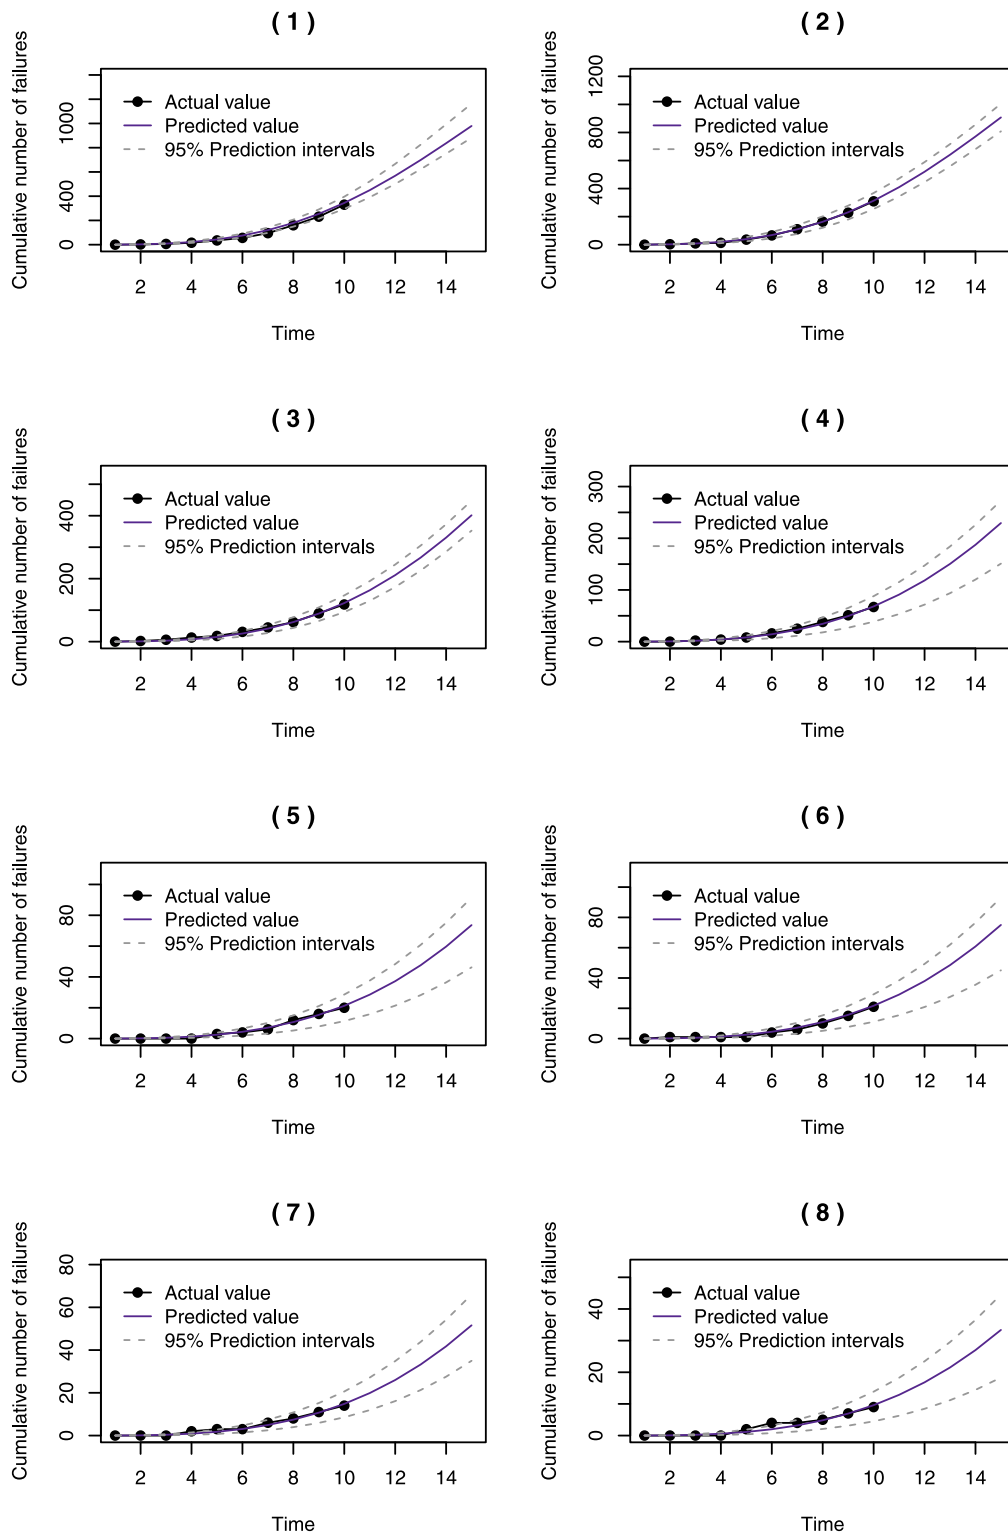 ( 1 )
Cumulative number of failures
0
400
1000
Actual value
Predicted value
95% Prediction intervals
2 4 6 8 10 12 14
Time
( 2 )
Cumulative number of failures
0
400
800
1200
Actual value
Predicted value
95% Prediction intervals
2 4 6 8 10 12 14
Time
( 3 )
Cumulative number of failures
0
200
400
Actual value
Predicted value
95% Prediction intervals
2 4 6 8 10 12 14
Time
( 4 )
Cumulative number of failures
0
100
200
300
Actual value
Predicted value
95% Prediction intervals
2 4 6 8 10 12 14
Time
( 5 )
Cumulative number of failures
0
40
80
Actual value
Predicted value
95% Prediction intervals
2 4 6 8 10 12 14
Time
( 6 )
Cumulative number of failures
0
40
80
Actual value
Predicted value
95% Prediction intervals
2 4 6 8 10 12 14
Time
( 7 )
Cumulative number of failures
0
20
40
60
80
Actual value
Predicted value
95% Prediction intervals
2 4 6 8 10 12 14
Time
( 8 )
Cumulative number of failures
0
20
40
Actual value
Predicted value
95% Prediction intervals
2 4 6 8 10 12 14
Time